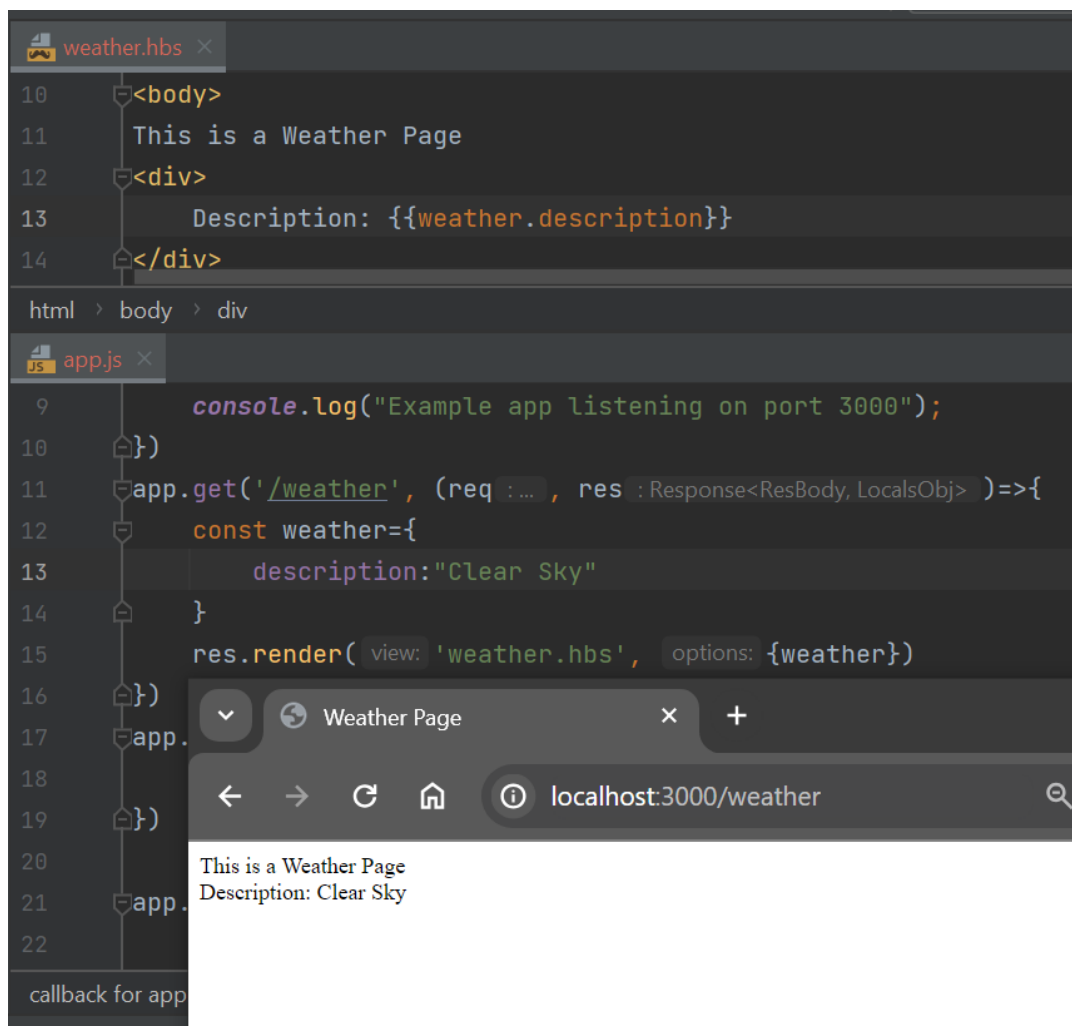 weather.hbs
10 <body>
11 This is a Weather Page
12 <div>
13 Description: {{weather.description}}
14 </div>
html > body > div
JS app.js
9 console.log("Example app listening on port 3000");
10 })
11 app.get('/weather', (req : ... , res : Response<ResBody, LocalsObj> )=>{
12 const weather={
13 description:"Clear Sky"
14 }
15 res.render( view: 'weather.hbs', options: {weather})
16 })
17 app.
18
19 })
20
21 app.
22
callback for app
Weather Page
localhost:3000/weather
This is a Weather Page
Description: Clear Sky